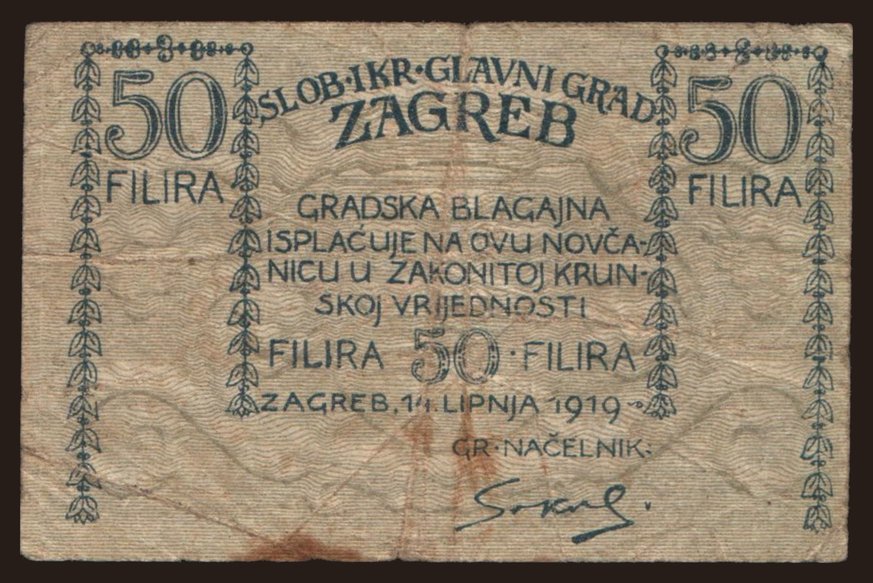 50
FILIRA
SLOB·I KR·GLAVNI GRAD
ZAGREB
50
FILIRA
GRADSKA BLAGAJNA
ISPLAĆUJE NA OVU NOVČA-
NICU U ZAKONITOJ KRUN-
SKOJ VRIJEDNOSTI
FILIRA 50 · FILIRA
ZAGREB, 14. LIPNJA 1919
GR·NAČELNIK: